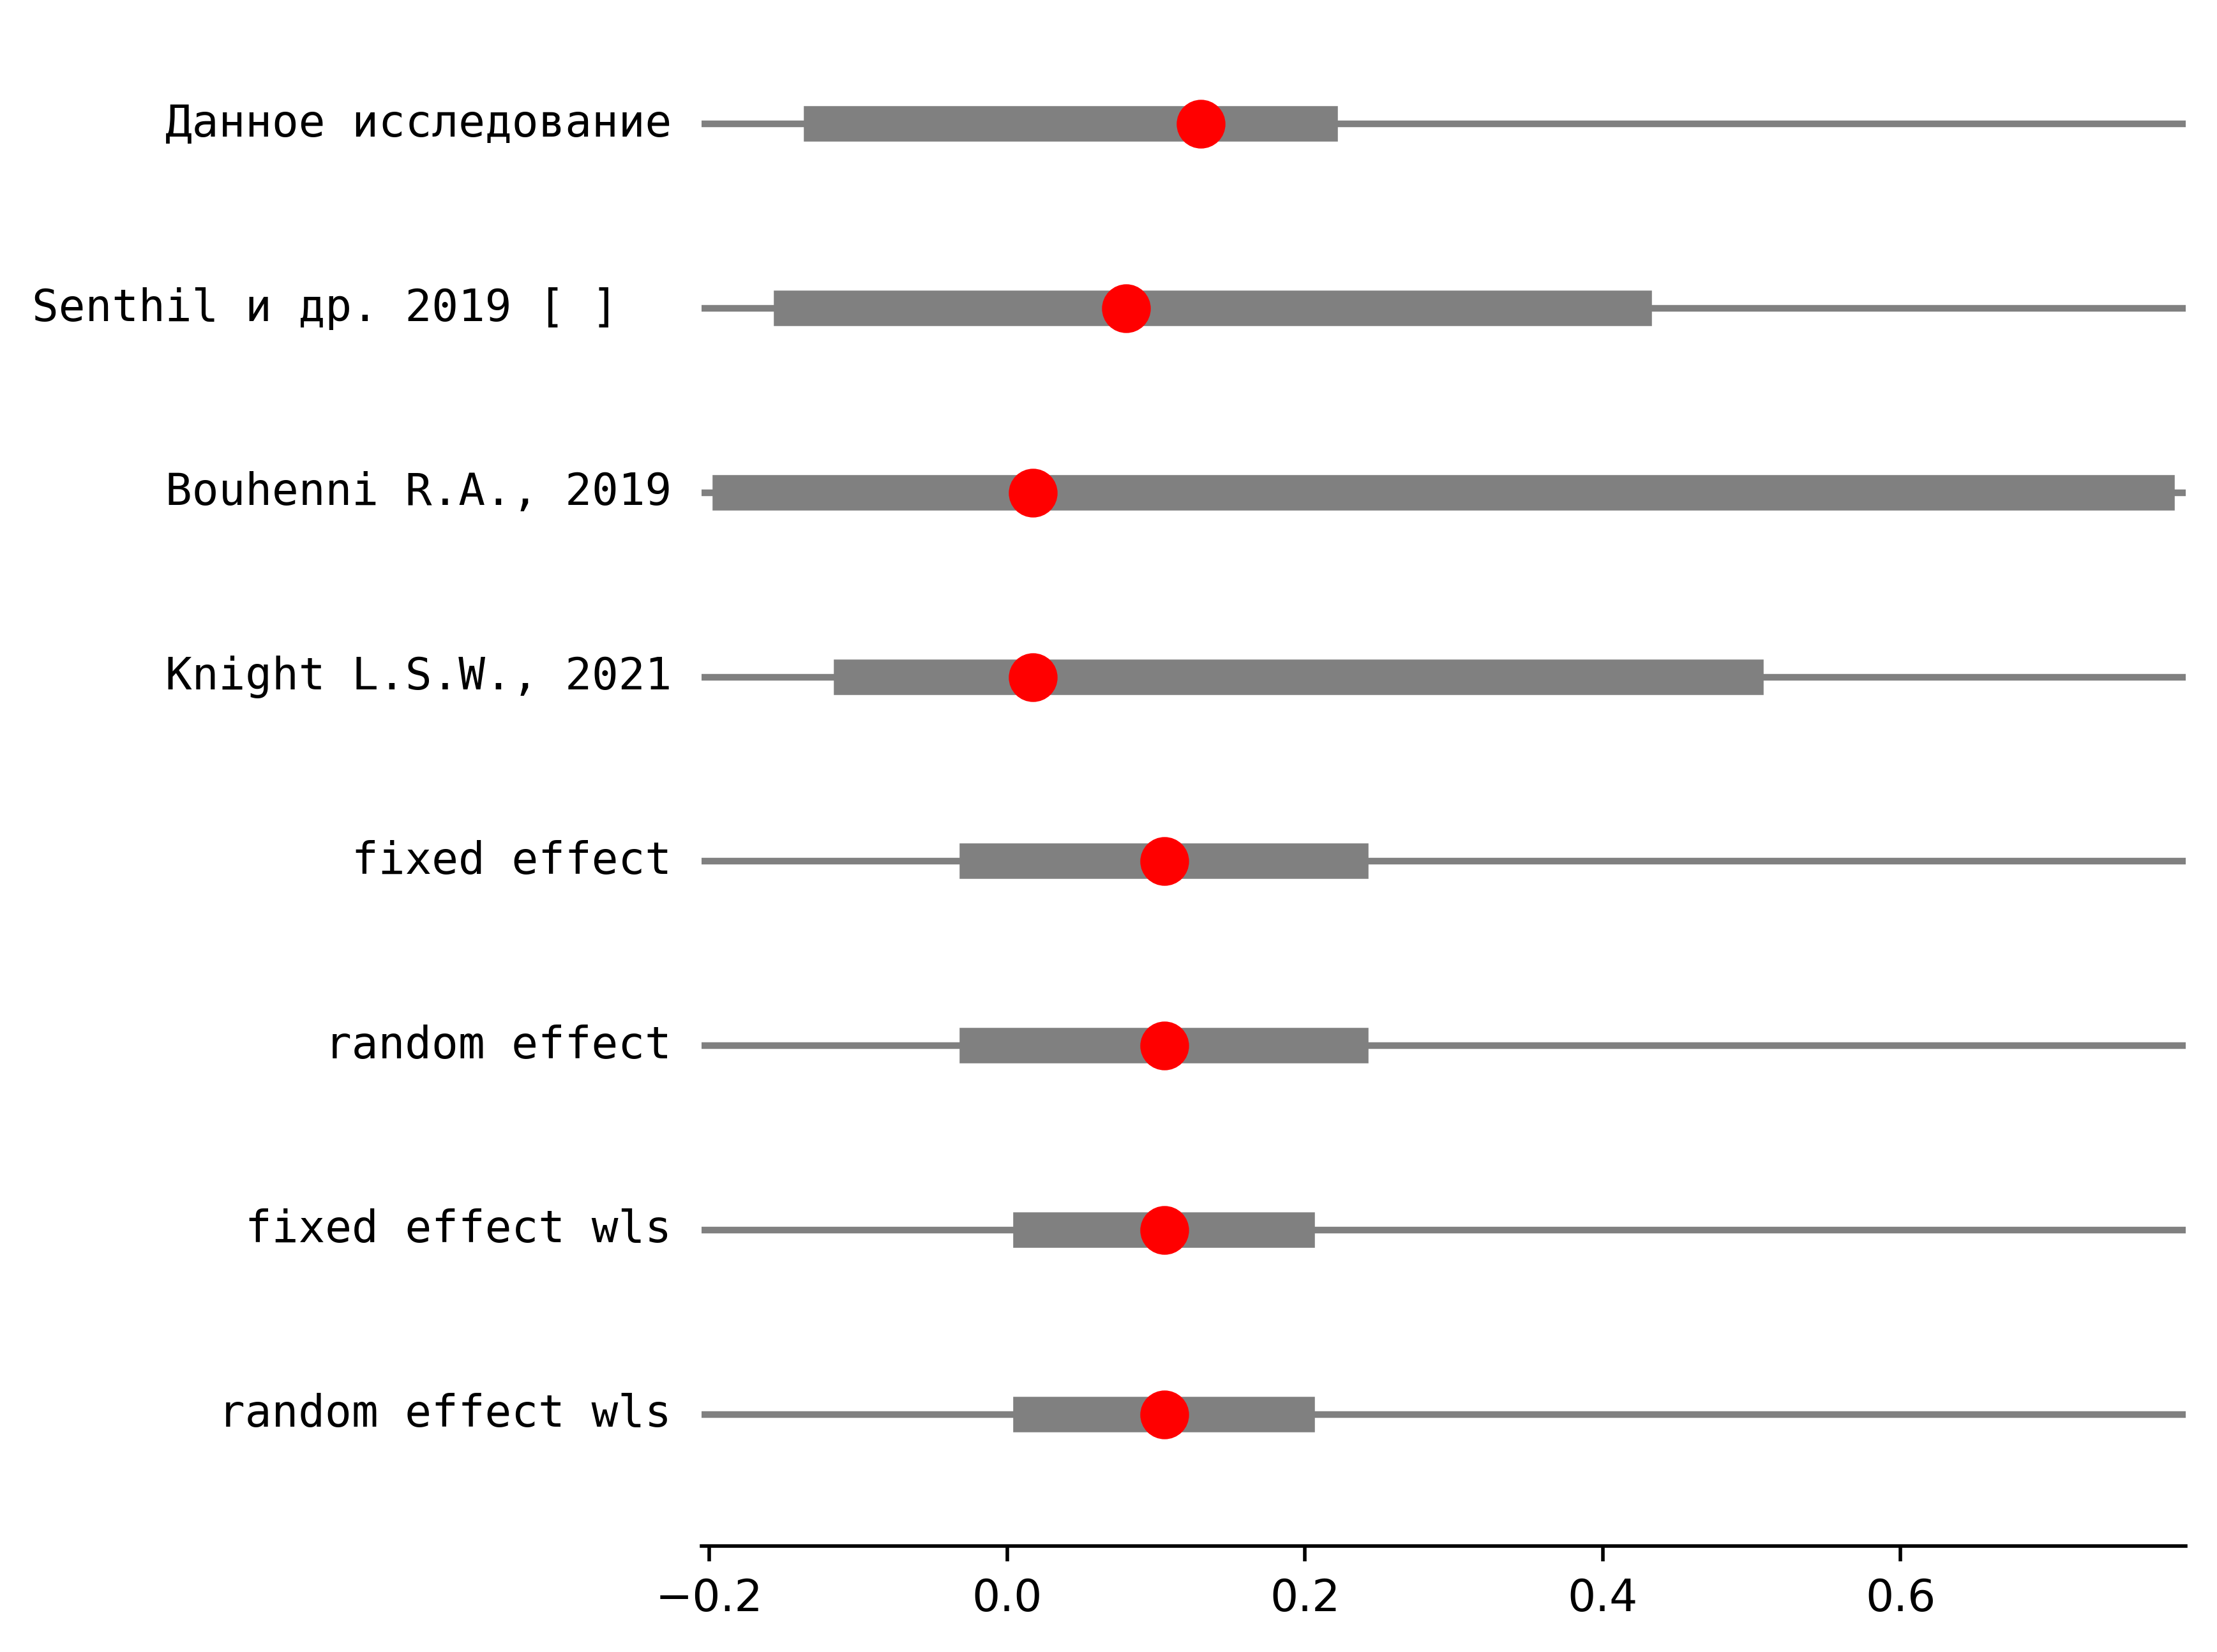 Данное исследование
Senthil и др. 2019 [ ]
Bouhenni R.A., 2019
Knight L.S.W., 2021
fixed effect
random effect
fixed effect wls
random effect wls
−0.2 0.0 0.2 0.4 0.6